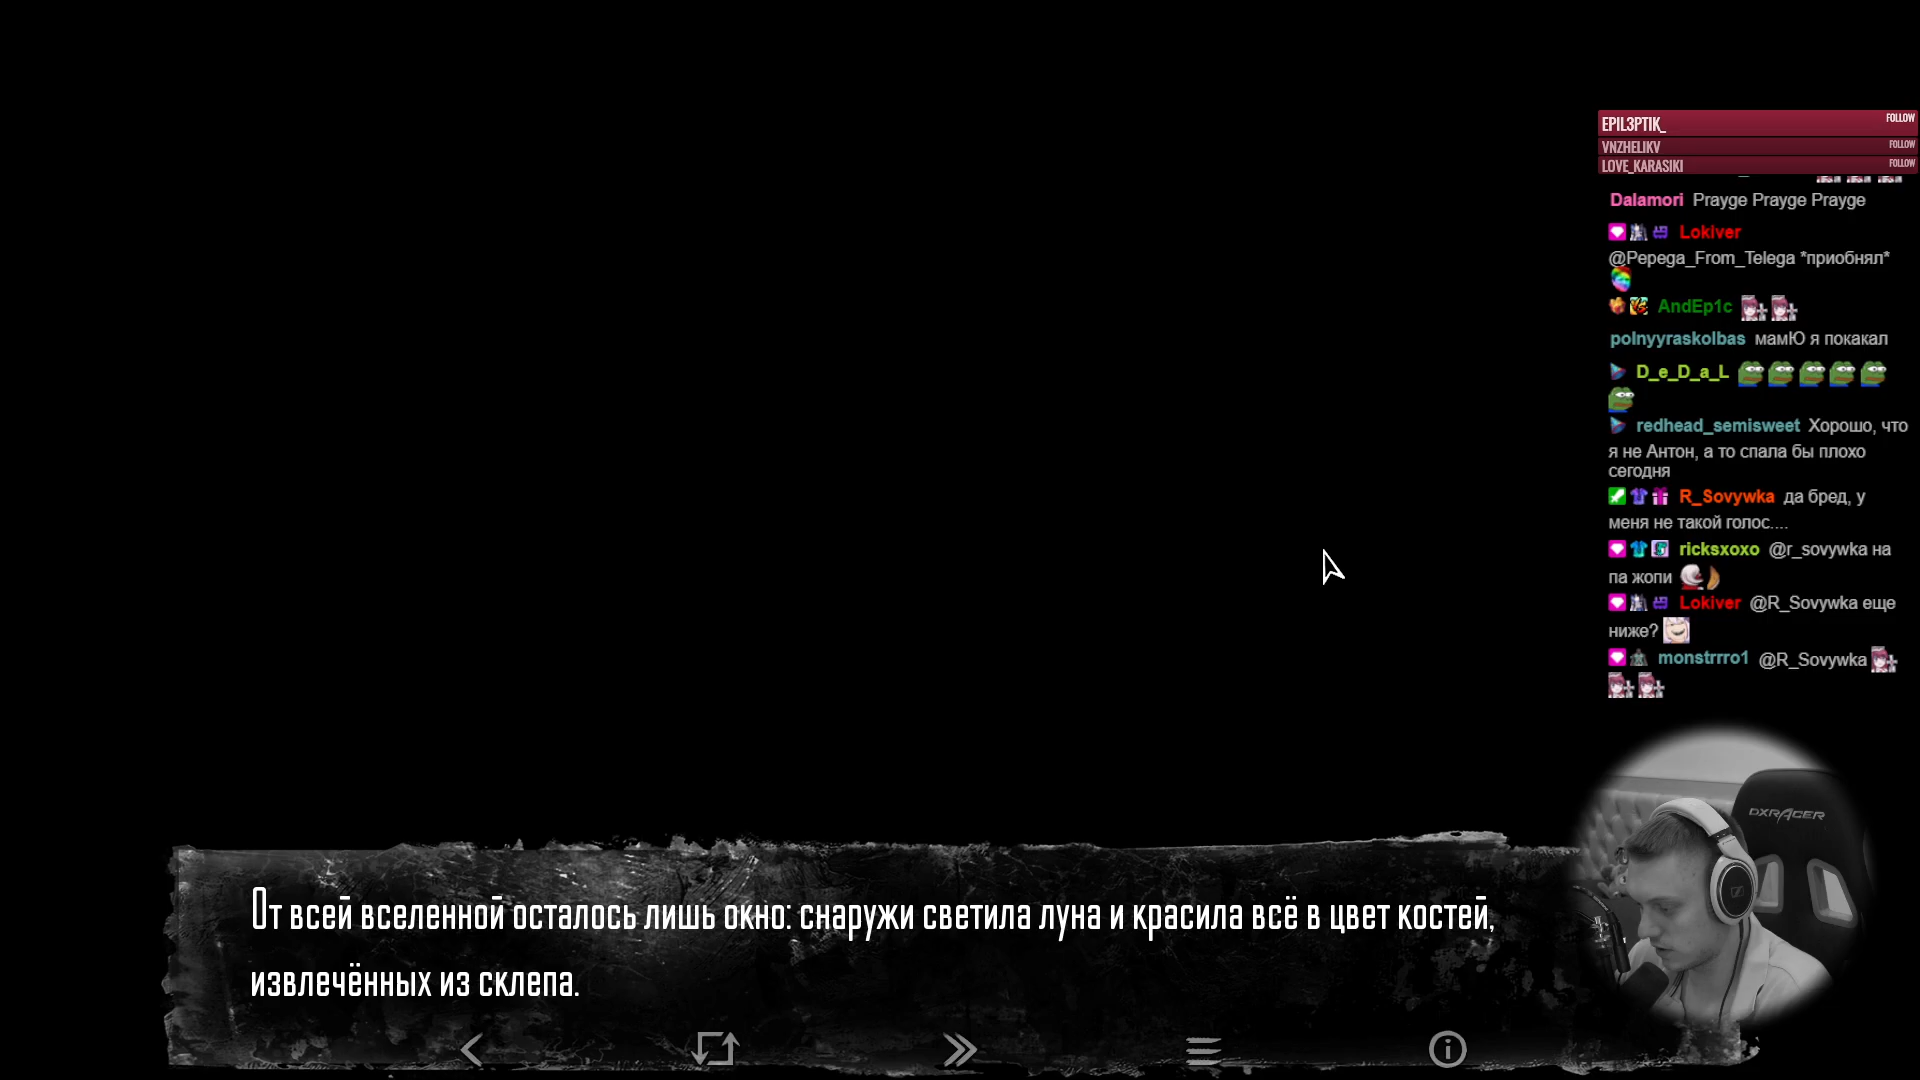 EPIL3PTIK_ FOLLOW
VNZHELIKV FOLLOW
LOVE_KARASIKI FOLLOW
Dalamori Prayge Prayge Prayge
Lokiver
@Pepega_From_Telega *приобнял*
AndEp1c
polnyyraskolbas мамЮ я покакал
D_e_D_a_L
redhead_semisweet Хорошо, что
я не Антон, а то спала бы плохо
сегодня
R_Sovywka да бред, у
меня не такой голос....
ricksxoxo @r_sovywka на
па жопи
Lokiver @R_Sovywka еще
ниже?
monstrrro1 @R_Sovywka
DXRACER
От всей вселенной осталось лишь окно: снаружи светила луна и красила всё в цвет костей,
извлечённых из склепа.